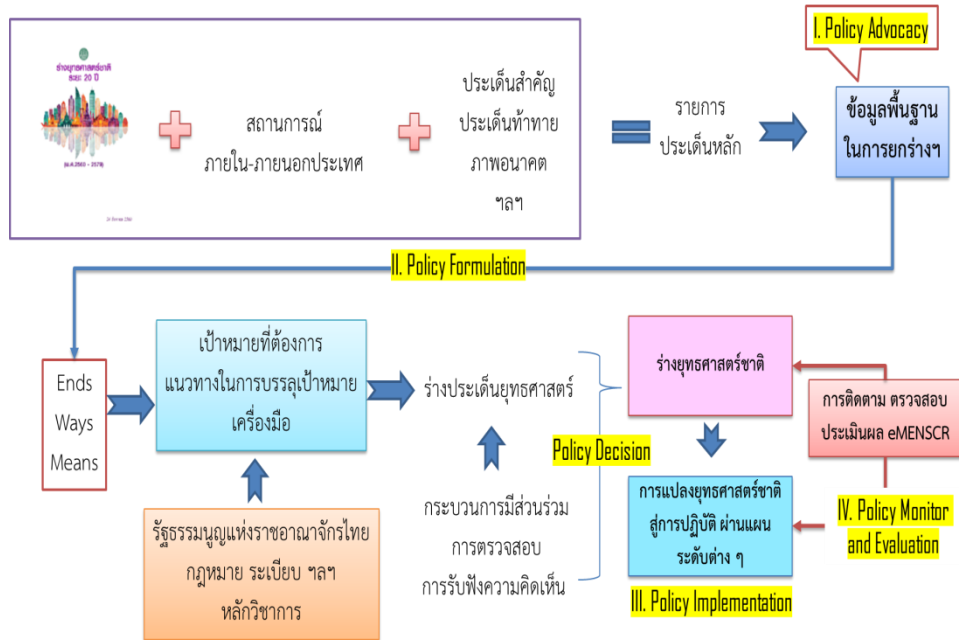 I. Policy Advocacy
ร่างยุทธศาสตร์ชาติ
ระยะ 20 ปี
(พ.ศ.2560 - 2579)
สถานการณ์
ภายใน-ภายนอกประเทศ
ประเด็นสำคัญ
ประเด็นท้าทาย
ภาพอนาคต
ฯลฯ
รายการ
ประเด็นหลัก
ข้อมูลพื้นฐาน
ในการยกร่างฯ
II. Policy Formulation
Ends
Ways
Means
เป้าหมายที่ต้องการ
แนวทางในการบรรลุเป้าหมาย
เครื่องมือ
รัฐธรรมนูญแห่งราชอาณาจักรไทย
กฎหมาย ระเบียบ ฯลฯ
หลักวิชาการ
ร่างประเด็นยุทธศาสตร์
กระบวนการมีส่วนร่วม
การตรวจสอบ
การรับฟังความคิดเห็น
Policy Decision
ร่างยุทธศาสตร์ชาติ
การแปลงยุทธศาสตร์ชาติ
สู่การปฏิบัติ ผ่านแผน
ระดับต่าง ๆ
III. Policy Implementation
การติดตาม ตรวจสอบ
ประเมินผล eMENSCR
IV. Policy Monitor
and Evaluation